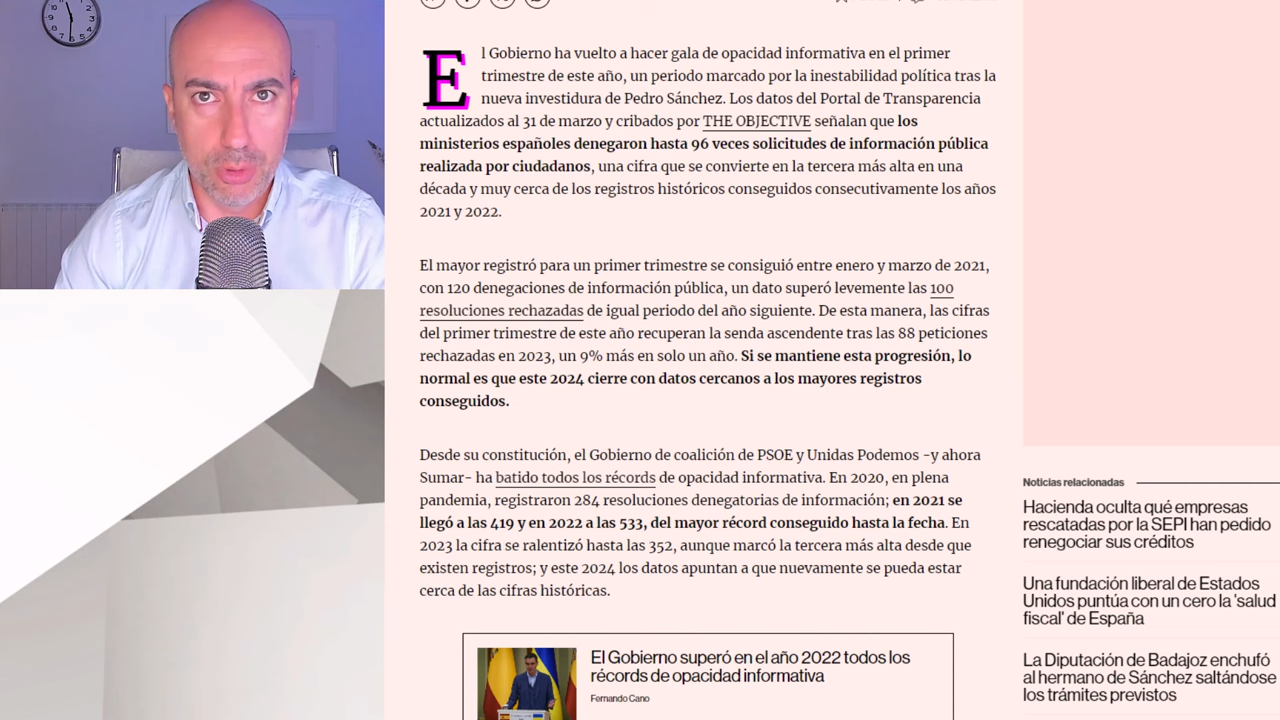 El Gobierno ha vuelto a hacer gala de opacidad informativa en el primer
trimestre de este año, un periodo marcado por la inestabilidad política tras la
nueva investidura de Pedro Sánchez. Los datos del Portal de Transparencia
actualizados al 31 de marzo y cribados por THE OBJECTIVE señalan que los
ministerios españoles denegaron hasta 96 veces solicitudes de información pública
realizada por ciudadanos, una cifra que se convierte en la tercera más alta en una
década y muy cerca de los registros históricos conseguidos consecutivamente los años
2021 y 2022.
El mayor registró para un primer trimestre se consiguió entre enero y marzo de 2021,
con 120 denegaciones de información pública, un dato superó levemente las 100
resoluciones rechazadas de igual periodo del año siguiente. De esta manera, las cifras
del primer trimestre de este año recuperan la senda ascendente tras las 88 peticiones
rechazadas en 2023, un 9% más en solo un año. Si se mantiene esta progresión, lo
normal es que este 2024 cierre con datos cercanos a los mayores registros
conseguidos.
Desde su constitución, el Gobierno de coalición de PSOE y Unidas Podemos -y ahora
Sumar- ha batido todos los récords de opacidad informativa. En 2020, en plena
pandemia, registraron 284 resoluciones denegatorias de información; en 2021 se
llegó a las 419 y en 2022 a las 533, del mayor récord conseguido hasta la fecha. En
2023 la cifra se ralentizó hasta las 352, aunque marcó la tercera más alta desde que
existen registros; y este 2024 los datos apuntan a que nuevamente se pueda estar
cerca de las cifras históricas.
El Gobierno superó en el año 2022 todos los
récords de opacidad informativa
Fernando Cano
Noticias relacionadas
Hacienda oculta qué empresas
rescatadas por la SEPI han pedido
renegociar sus créditos
Una fundación liberal de Estados
Unidos puntúa con un cero la 'salud
fiscal' de España
La Diputación de Badajoz enchufó
al hermano de Sánchez saltándose
los trámites previstos